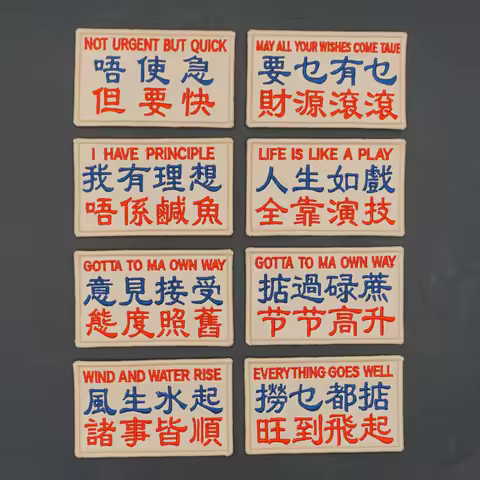 NOT URGENT BUT QUICK
唔使急
但要快
MAY ALL YOUR WISHES COME TAUE
要乜有乜
財源滾滾
I HAVE PRINCIPLE
我有理想
唔係鹹魚
LIFE IS LIKE A PLAY
人生如戲
全靠演技
GOTTA TO MA OWN WAY
意見接受
態度照舊
GOTTA TO MA OWN WAY
掂過碌蔗
节节高升
WIND AND WATER RISE
風生水起
諸事皆順
EVERYTHING GOES WELL
撈乜都掂
旺到飛起